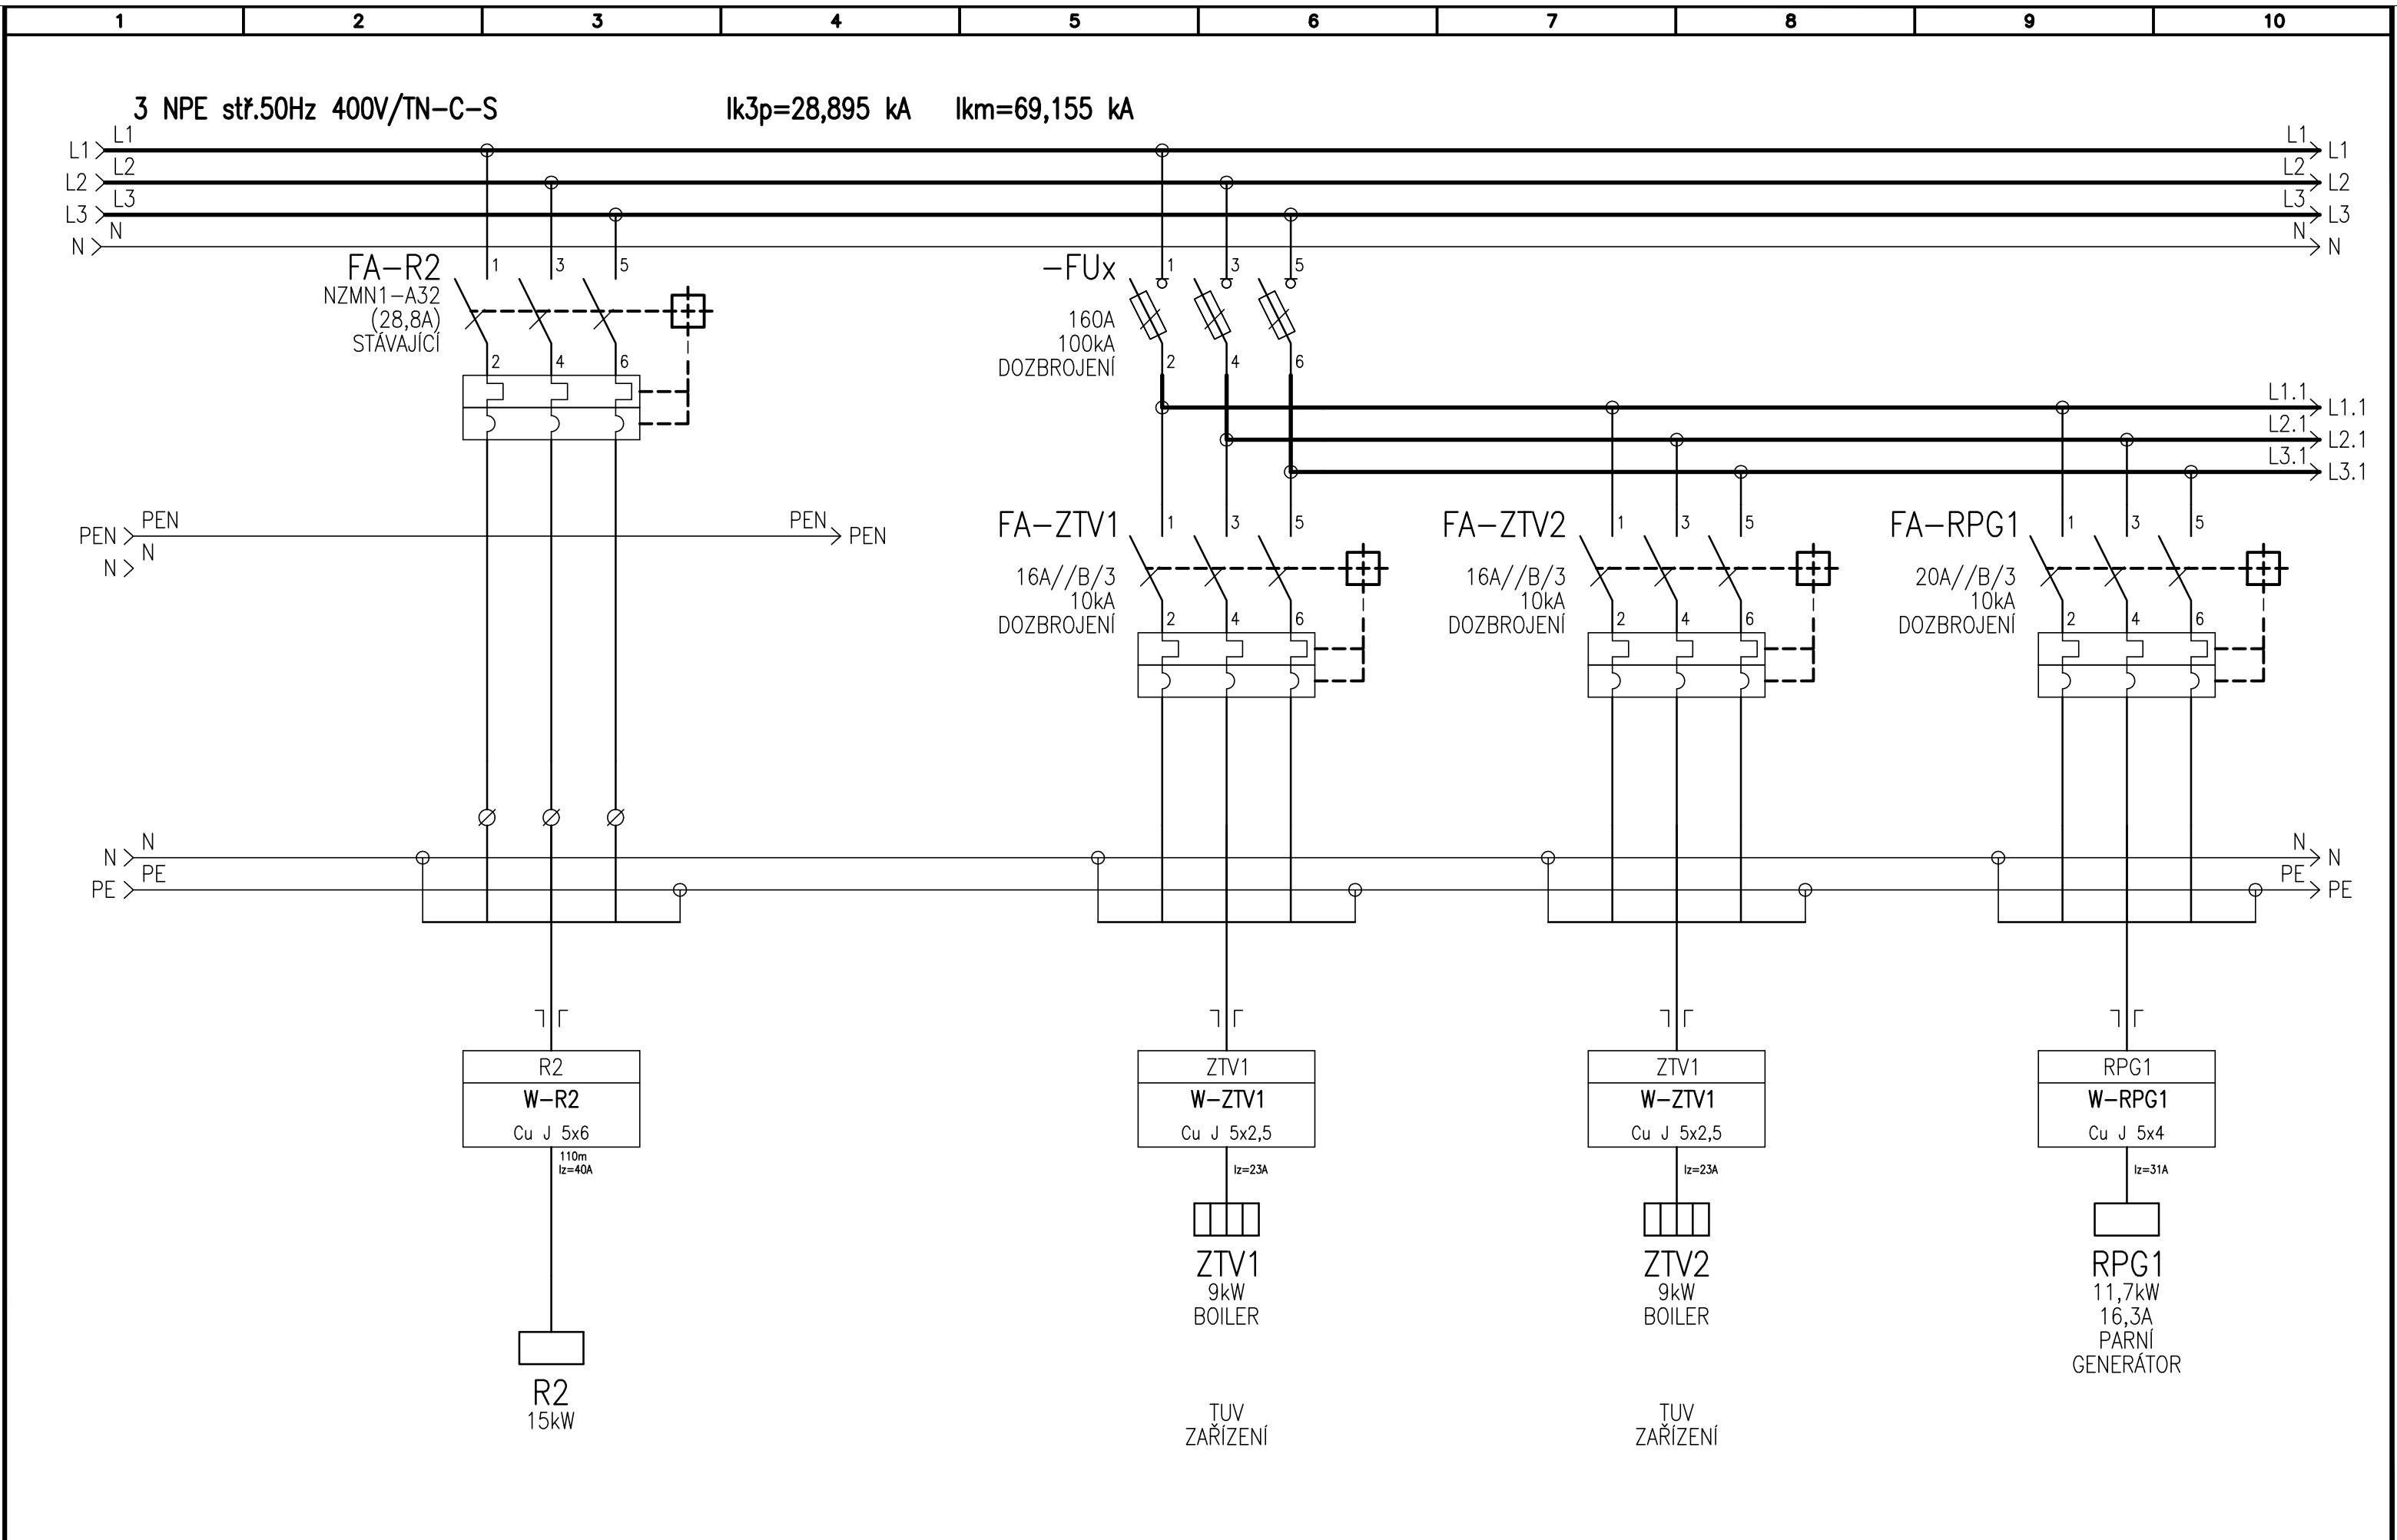 1 2 3 4 5 6 7 8 9 10
3 NPE stř.50Hz 400V/TN-C-S Ik3p=28,895 kA Ikm=69,155 kA
L1 L1 L1 L1
L2 L2 L2 L2
L3 L3 L3 L3
N N N N
FA-R2 1 3 5
NZMN1-A32
(28,8A)
STÁVAJÍCÍ
2 4 6
-FUx 1 3 5
160A
100kA
DOZBROJENÍ
2 4 6
L1.1 L1.1
L2.1 L2.1
L3.1 L3.1
PEN PEN PEN PEN
N N
FA-ZTV1 1 3 5
16A//B/3
10kA
DOZBROJENÍ
2 4 6
FA-ZTV2 1 3 5
16A//B/3
10kA
DOZBROJENÍ
2 4 6
FA-RPG1 1 3 5
20A//B/3
10kA
DOZBROJENÍ
2 4 6
N N N N
PE PE PE PE
R2
W-R2
Cu J 5x6
110m
Iz=40A
R2
15kW
ZTV1
W-ZTV1
Cu J 5x2,5
Iz=23A
ZTV1
9kW
BOILER
TUV
ZAŘÍZENÍ
ZTV1
W-ZTV1
Cu J 5x2,5
Iz=23A
ZTV2
9kW
BOILER
TUV
ZAŘÍZENÍ
RPG1
W-RPG1
Cu J 5x4
Iz=31A
RPG1
11,7kW
16,3A
PARNÍ
GENERÁTOR